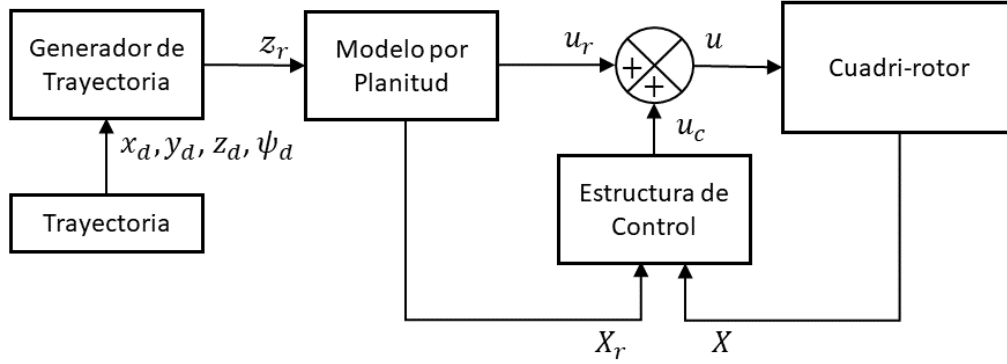 Generador de
Trayectoria
z_r
Modelo por
Planitud
u_r
+
+
u
Cuadri-rotor
x_d, y_d, z_d, ψ_d
u_c
Trayectoria
Estructura de
Control
X_r
X